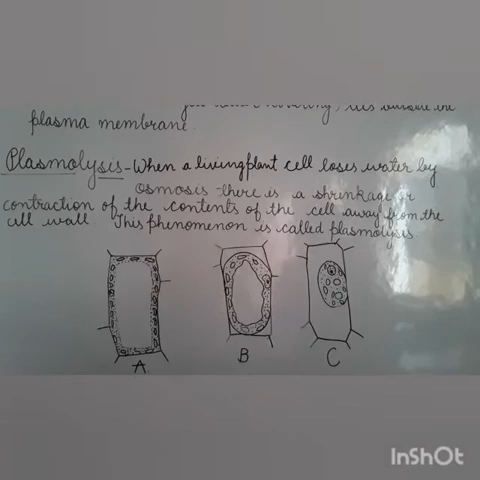 plasma membrane.
Plasmolysis - When a living plant cell loses water by
osmosis there is a shrinkage or
contraction of the contents of the cell away from the
cell wall. This phenomenon is called plasmolysis.
A B C
InShOt